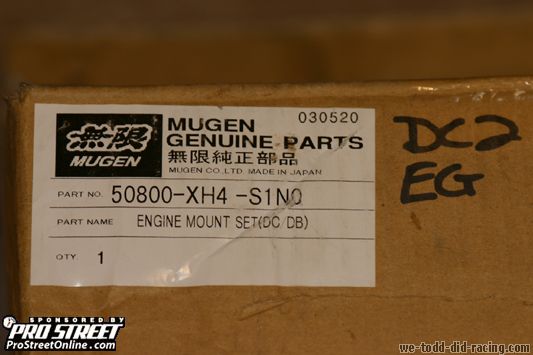 無限
MUGEN
MUGEN
GENUINE PARTS
030520
無限純正部品
MUGEN CO.,LTD. MADE IN JAPAN
PART NO. 50800-XH4-S1N0
PART NAME ENGINE MOUNT SET(DC/DB)
Q'TY. 1
DC2
EG
SPONSORED BY
PRO STREET
ProStreetOnline.com
we-todd-did-racing.com